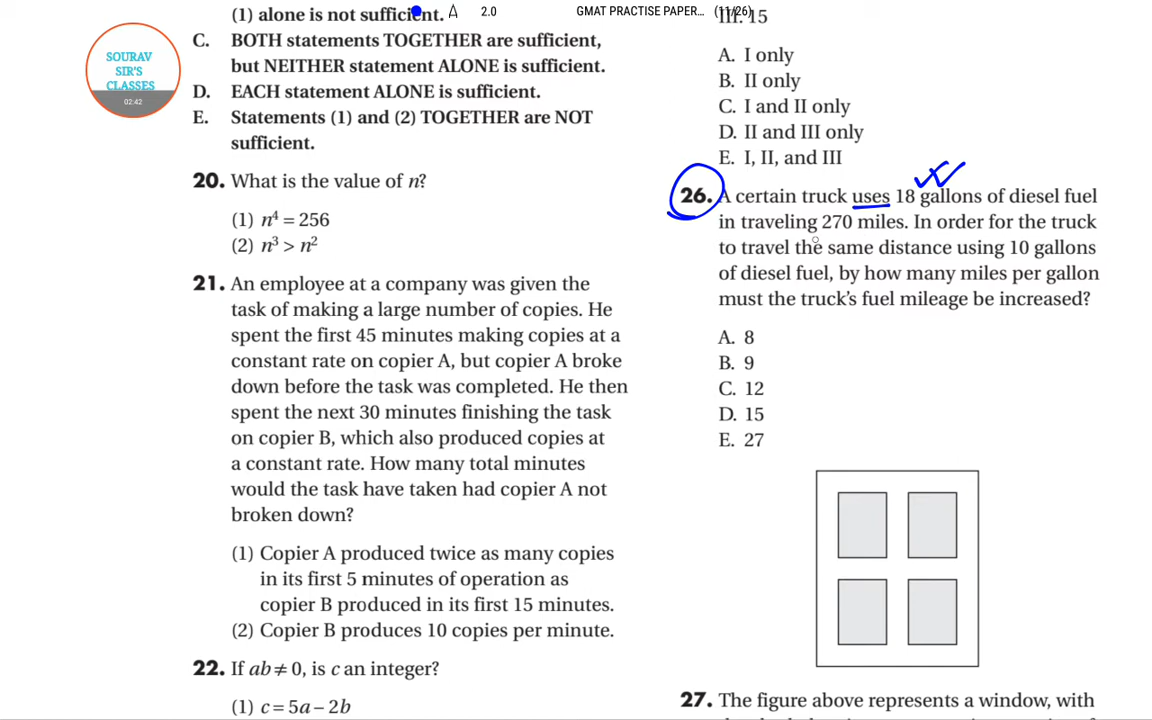 (1) alone is not sufficient. A 2.0 GMAT PRACTISE PAPER... (11/26)
SOURAV
SIR'S
CLASSES
02:42
C. BOTH statements TOGETHER are sufficient,
but NEITHER statement ALONE is sufficient.
D. EACH statement ALONE is sufficient.
E. Statements (1) and (2) TOGETHER are NOT
sufficient.
20. What is the value of n?
(1) n⁴ = 256
(2) n³ > n²
21. An employee at a company was given the
task of making a large number of copies. He
spent the first 45 minutes making copies at a
constant rate on copier A, but copier A broke
down before the task was completed. He then
spent the next 30 minutes finishing the task
on copier B, which also produced copies at
a constant rate. How many total minutes
would the task have taken had copier A not
broken down?
(1) Copier A produced twice as many copies
in its first 5 minutes of operation as
copier B produced in its first 15 minutes.
(2) Copier B produces 10 copies per minute.
22. If ab ≠ 0, is c an integer?
(1) c = 5a – 2b
III. 15
A. I only
B. II only
C. I and II only
D. II and III only
E. I, II, and III
26. A certain truck uses 18 gallons of diesel fuel
in traveling 270 miles. In order for the truck
to travel the same distance using 10 gallons
of diesel fuel, by how many miles per gallon
must the truck's fuel mileage be increased?
A. 8
B. 9
C. 12
D. 15
E. 27
27. The figure above represents a window, with